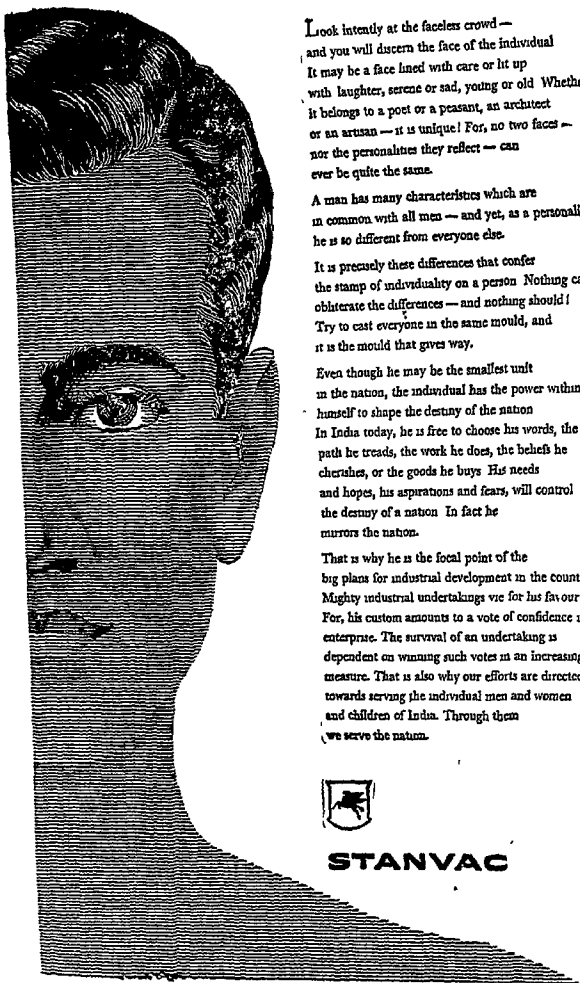 Look intently at the faceless crowd —
and you will discern the face of the individual
It may be a face lined with care or lit up
with laughter, serene or sad, young or old Wheth
it belongs to a poet or a peasant, an architect
or an artisan — it is unique! For, no two faces —
nor the personalities they reflect — can
ever be quite the same.
A man has many characteristics which are
in common with all men — and yet, as a personali
he is so different from everyone else.
It is precisely these differences that confer
the stamp of individuality on a person Nothing ca
obliterate the differences — and nothing should!
Try to cast everyone in the same mould, and
it is the mould that gives way.
Even though he may be the smallest unit
in the nation, the individual has the power within
himself to shape the destiny of the nation
In India today, he is free to choose his words, the
path he treads, the work he does, the beliefs he
cherishes, or the goods he buys His needs
and hopes, his aspirations and fears, will control
the destiny of a nation In fact he
mirrors the nation.
That is why he is the focal point of the
big plans for industrial development in the count
Mighty industrial undertakings vie for his favour
For, his custom amounts to a vote of confidence i
enterprise. The survival of an undertaking is
dependent on winning such votes in an increasing
measure. That is also why our efforts are directe
towards serving the individual men and women
and children of India. Through them
we serve the nation.
STANVAC